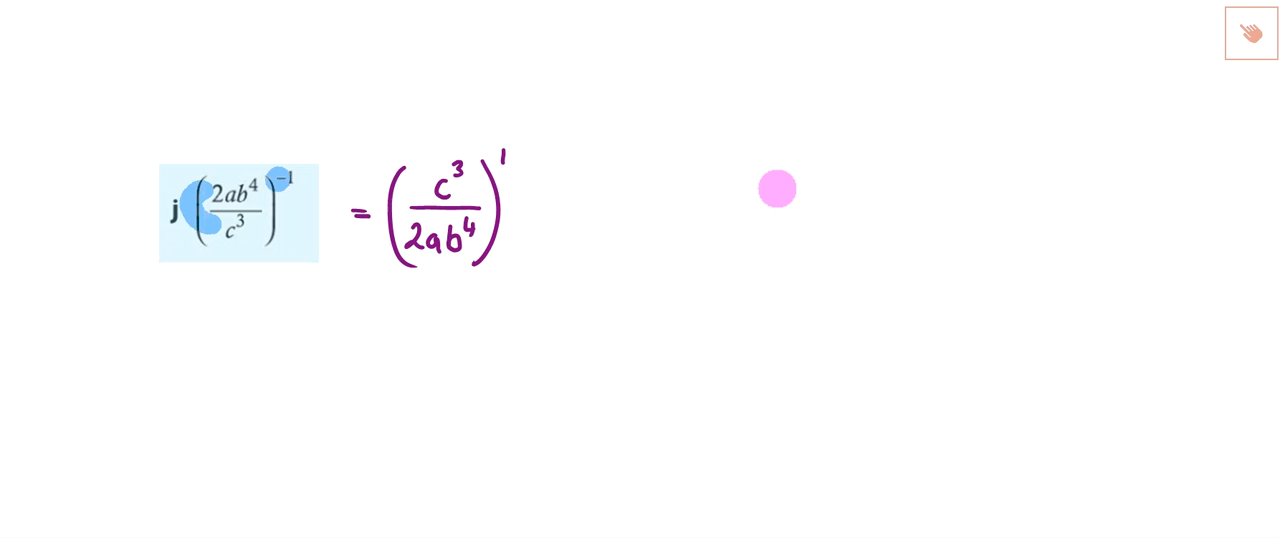 j (2ab⁴/c³)⁻¹ = (c³/2ab⁴)¹